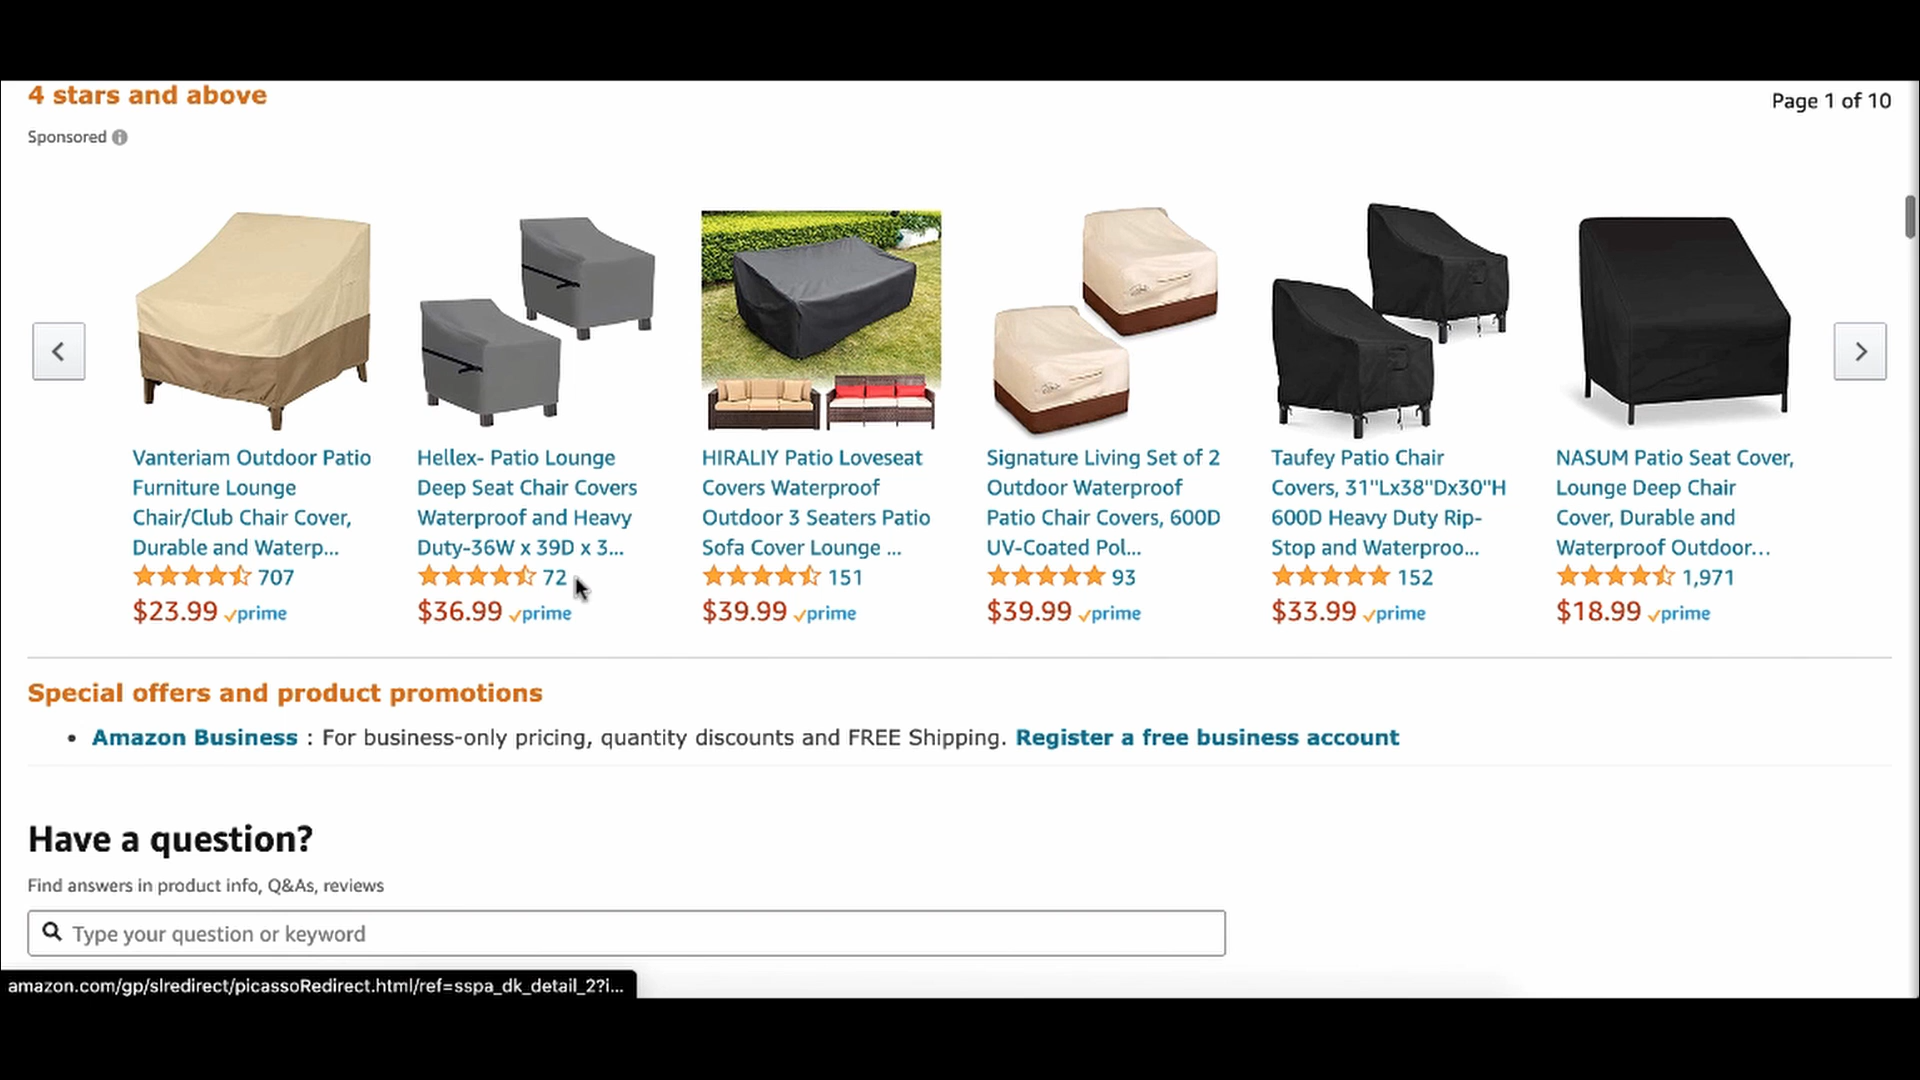 4 stars and above
Page 1 of 10
Sponsored
Vanteriam Outdoor Patio
Furniture Lounge
Chair/Club Chair Cover,
Durable and Waterp...
707
$23.99 prime
Hellex- Patio Lounge
Deep Seat Chair Covers
Waterproof and Heavy
Duty-36W x 39D x 3...
72
$36.99 prime
HIRALIY Patio Loveseat
Covers Waterproof
Outdoor 3 Seaters Patio
Sofa Cover Lounge ...
151
$39.99 prime
Signature Living Set of 2
Outdoor Waterproof
Patio Chair Covers, 600D
UV-Coated Pol...
93
$39.99 prime
Taufey Patio Chair
Covers, 31"Lx38"Dx30"H
600D Heavy Duty Rip-
Stop and Waterproo...
152
$33.99 prime
NASUM Patio Seat Cover,
Lounge Deep Chair
Cover, Durable and
Waterproof Outdoor...
1,971
$18.99 prime
Special offers and product promotions
• Amazon Business : For business-only pricing, quantity discounts and FREE Shipping. Register a free business account
Have a question?
Find answers in product info, Q&As, reviews
Type your question or keyword
amazon.com/gp/slredirect/picassoRedirect.html/ref=sspa_dk_detail_2?i...